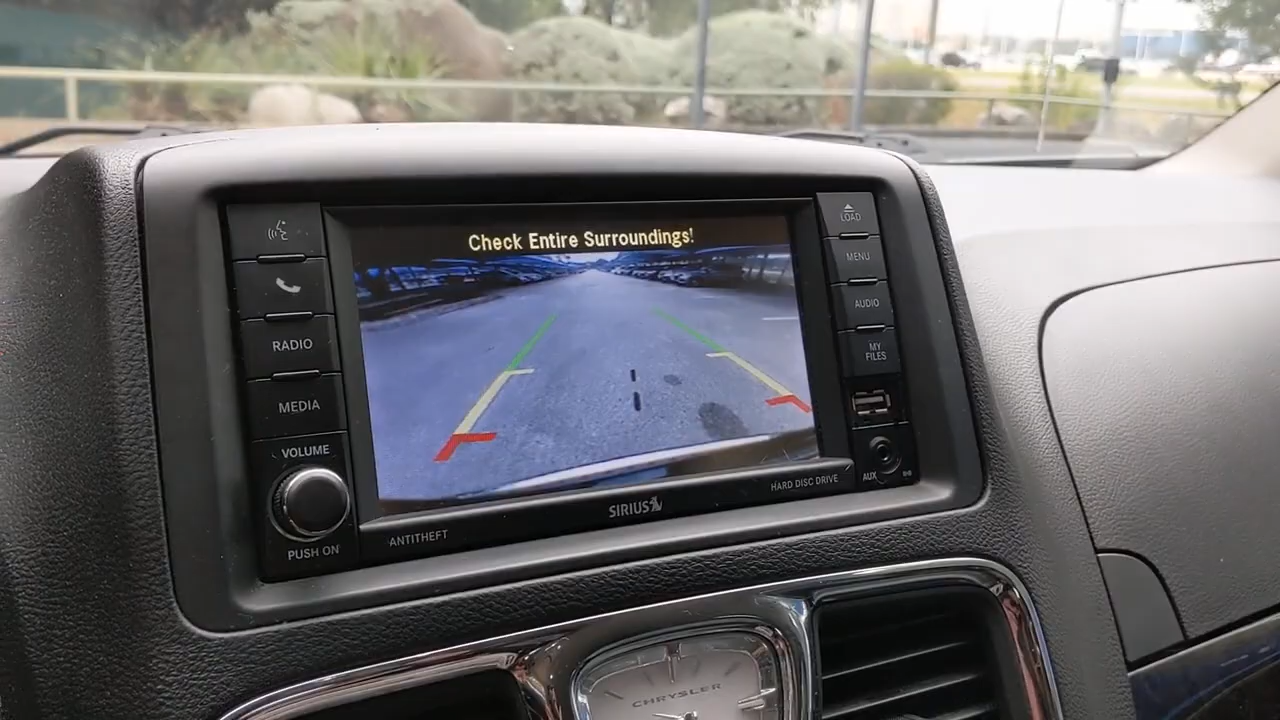 Check Entire Surroundings!
RADIO
MEDIA
VOLUME
PUSH ON
ANTITHEFT
SIRIUS
HARD DISC DRIVE
LOAD
MENU
AUDIO
MY
FILES
AUX
CHRYSLER